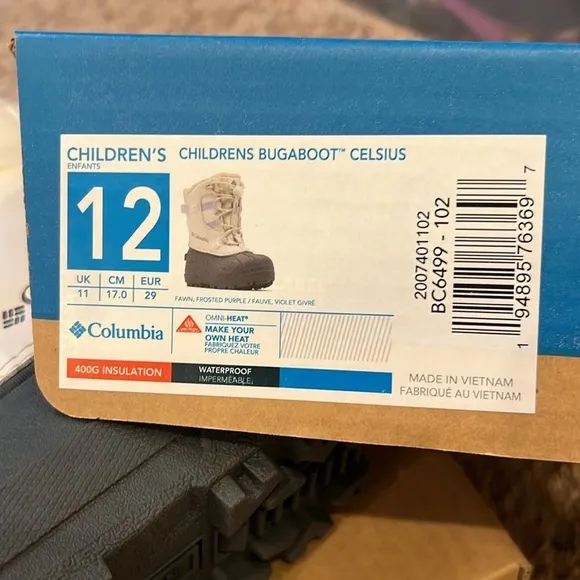 CHILDREN'S
ENFANTS
CHILDRENS BUGABOOT™ CELSIUS
12
UK CM EUR
11 17.0 29
FAWN, FROSTED PURPLE / FAUVE, VIOLET GIVRÉ
Columbia
OMNI-HEAT®
MAKE YOUR
OWN HEAT
FABRIQUEZ VOTRE
PROPRE CHALEUR
400G INSULATION
WATERPROOF
IMPERMÉABLE
2007401102
BC6499 - 102
1 94895 76369 7
MADE IN VIETNAM
FABRIQUÉ AU VIETNAM